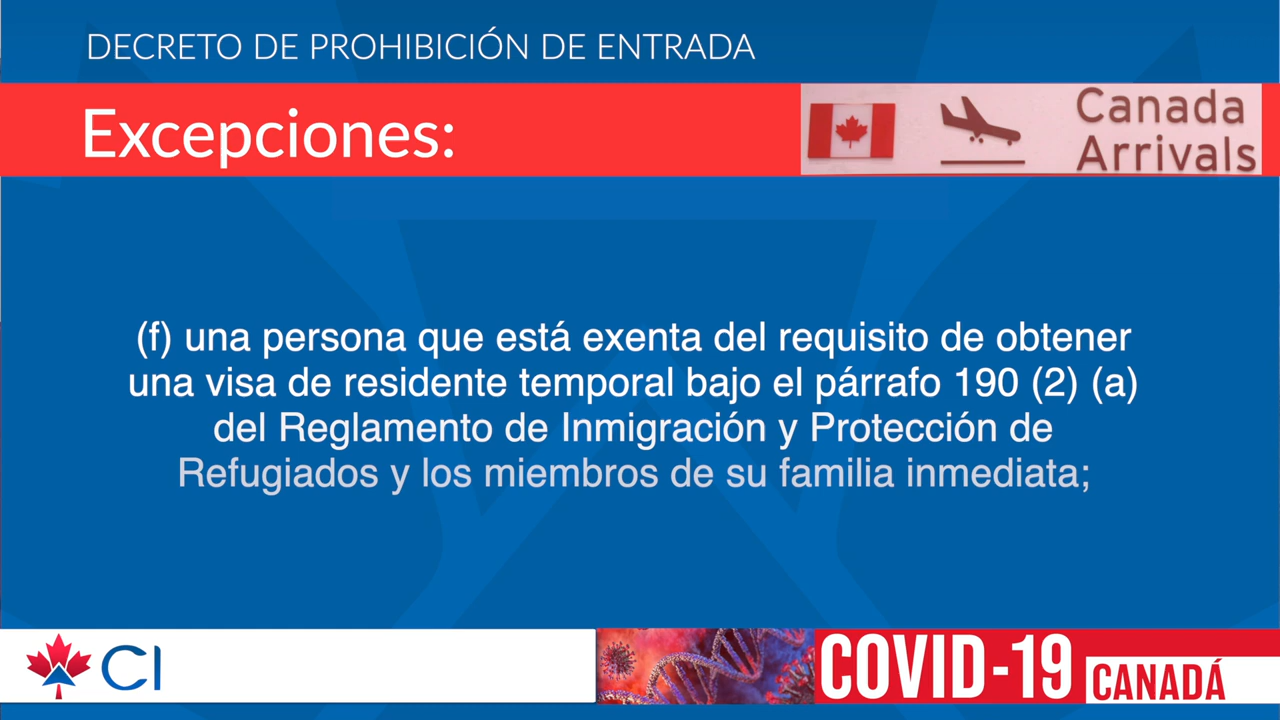 DECRETO DE PROHIBICIÓN DE ENTRADA
Excepciones:
Canada
Arrivals
(f) una persona que está exenta del requisito de obtener
una visa de residente temporal bajo el párrafo 190 (2) (a)
del Reglamento de Inmigración y Protección de
Refugiados y los miembros de su familia inmediata;
CI
COVID-19
CANADÁ